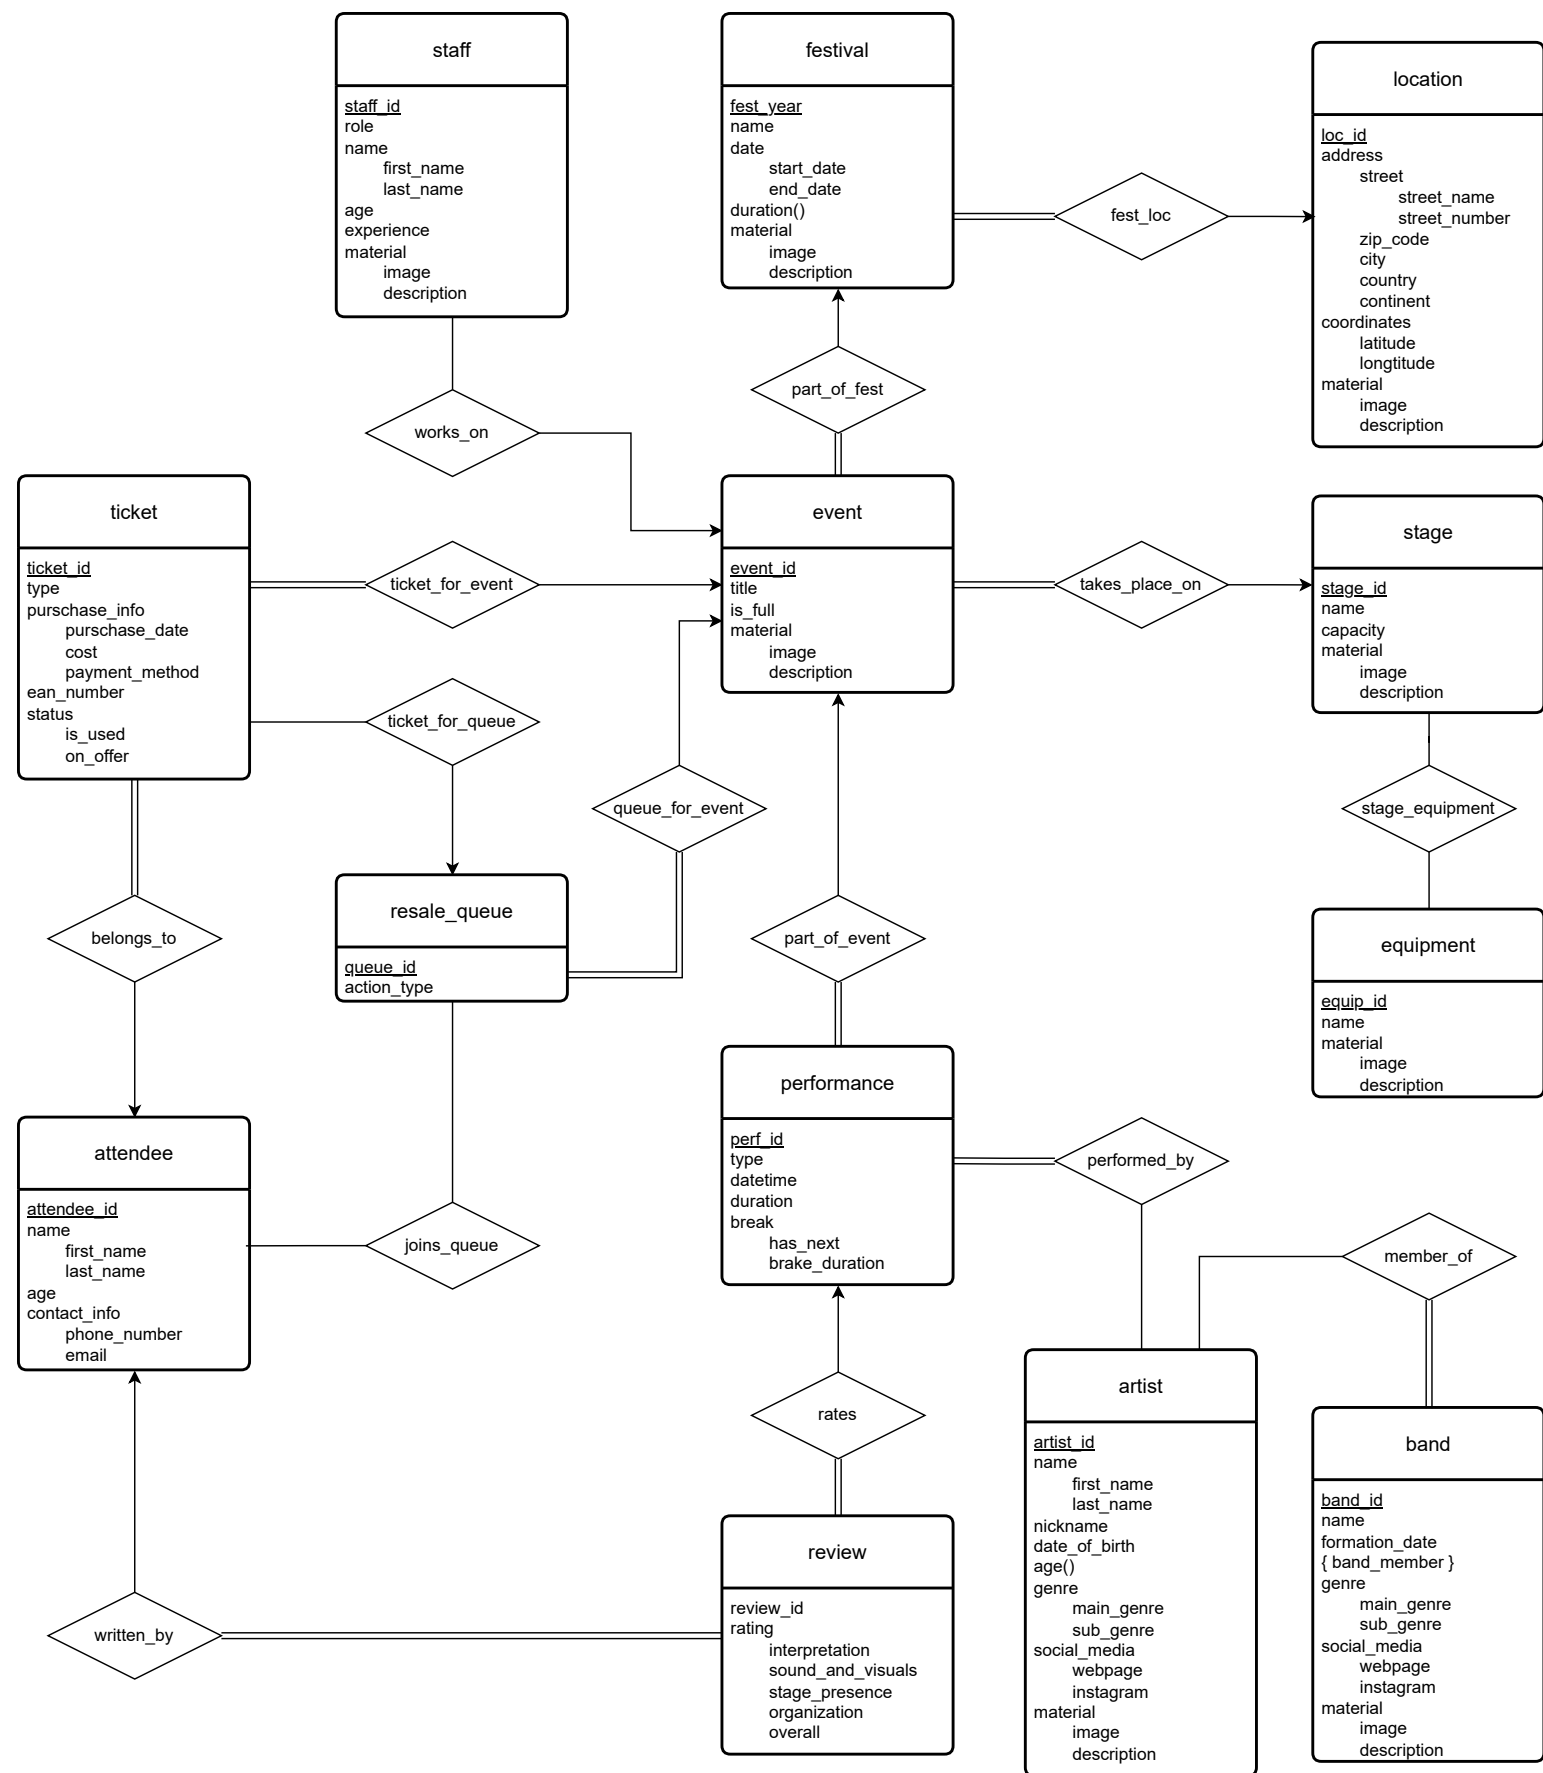 staff
staff_id
role
name
first_name
last_name
age
experience
material
image
description
festival
fest_year
name
date
start_date
end_date
duration()
material
image
description
fest_loc
location
loc_id
address
street
street_name
street_number
zip_code
city
country
continent
coordinates
latitude
longtitude
material
image
description
works_on
part_of_fest
ticket
ticket_id
type
purschase_info
purschase_date
cost
payment_method
ean_number
status
is_used
on_offer
ticket_for_event
event
event_id
title
is_full
material
image
description
takes_place_on
stage
stage_id
name
capacity
material
image
description
ticket_for_queue
queue_for_event
stage_equipment
belongs_to
resale_queue
queue_id
action_type
part_of_event
equipment
equip_id
name
material
image
description
attendee
attendee_id
name
first_name
last_name
age
contact_info
phone_number
email
joins_queue
performance
perf_id
type
datetime
duration
break
has_next
brake_duration
performed_by
member_of
rates
artist
artist_id
name
first_name
last_name
nickname
date_of_birth
age()
genre
main_genre
sub_genre
social_media
webpage
instagram
material
image
description
band
band_id
name
formation_date
{ band_member }
genre
main_genre
sub_genre
social_media
webpage
instagram
material
image
description
written_by
review
review_id
rating
interpretation
sound_and_visuals
stage_presence
organization
overall